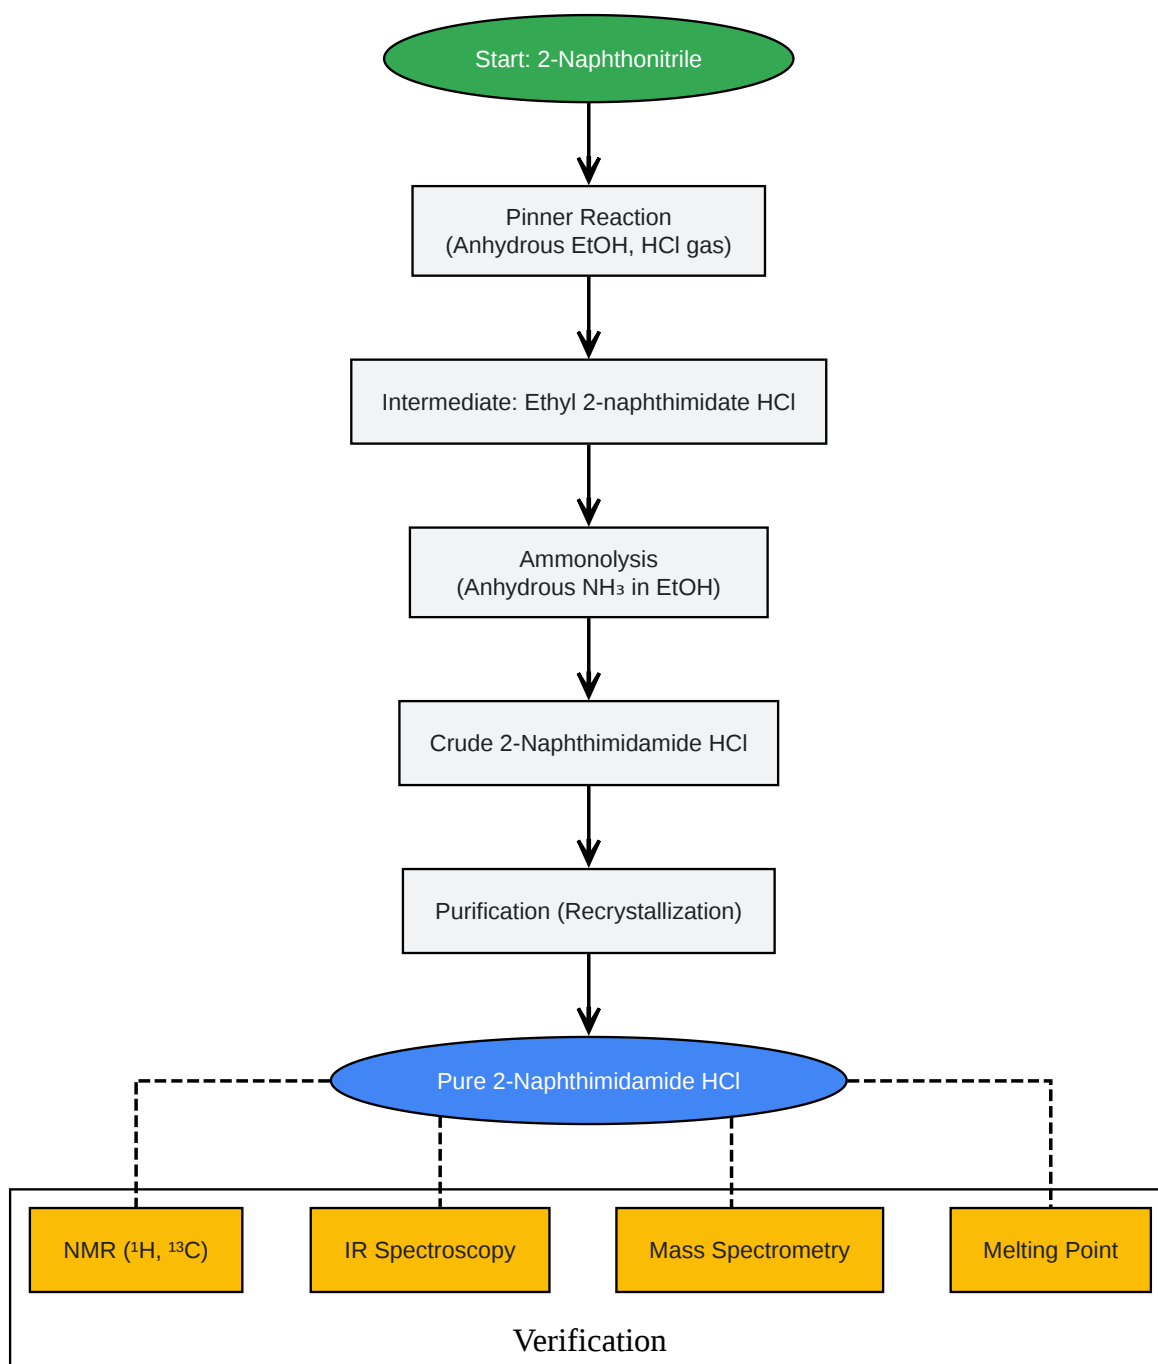 Start: 2-Naphthonitrile
Pinner Reaction
(Anhydrous EtOH, HCl gas)
Intermediate: Ethyl 2-naphthimidate HCl
Ammonolysis
(Anhydrous NH₃ in EtOH)
Crude 2-Naphthimidamide HCl
Purification (Recrystallization)
Pure 2-Naphthimidamide HCl
NMR (¹H, ¹³C)
IR Spectroscopy
Mass Spectrometry
Melting Point
Verification